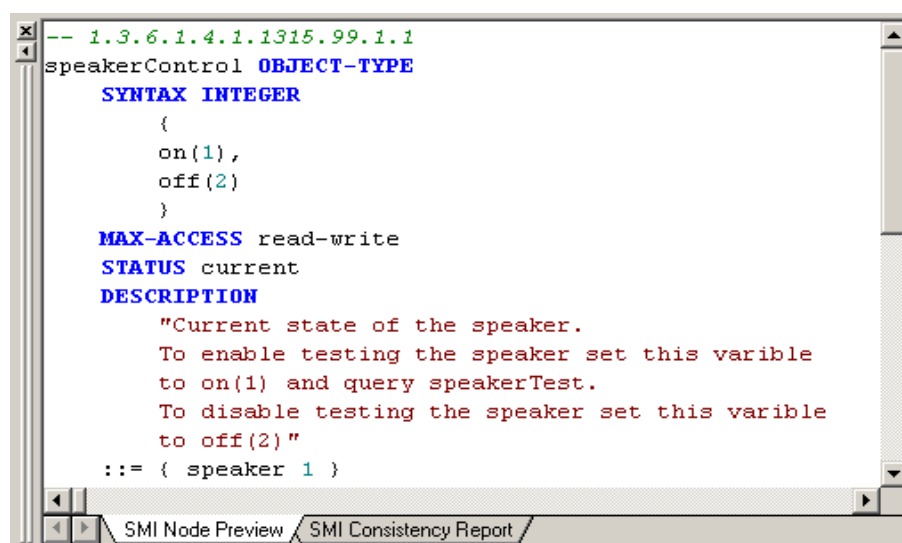 -- 1.3.6.1.4.1.1315.99.1.1
speakerControl OBJECT-TYPE
SYNTAX INTEGER
{
on(1),
off(2)
}
MAX-ACCESS read-write
STATUS current
DESCRIPTION
"Current state of the speaker.
To enable testing the speaker set this varible
to on(1) and query speakerTest.
To disable testing the speaker set this varible
to off(2)"
::= { speaker 1 }
SMI Node Preview SMI Consistency Report